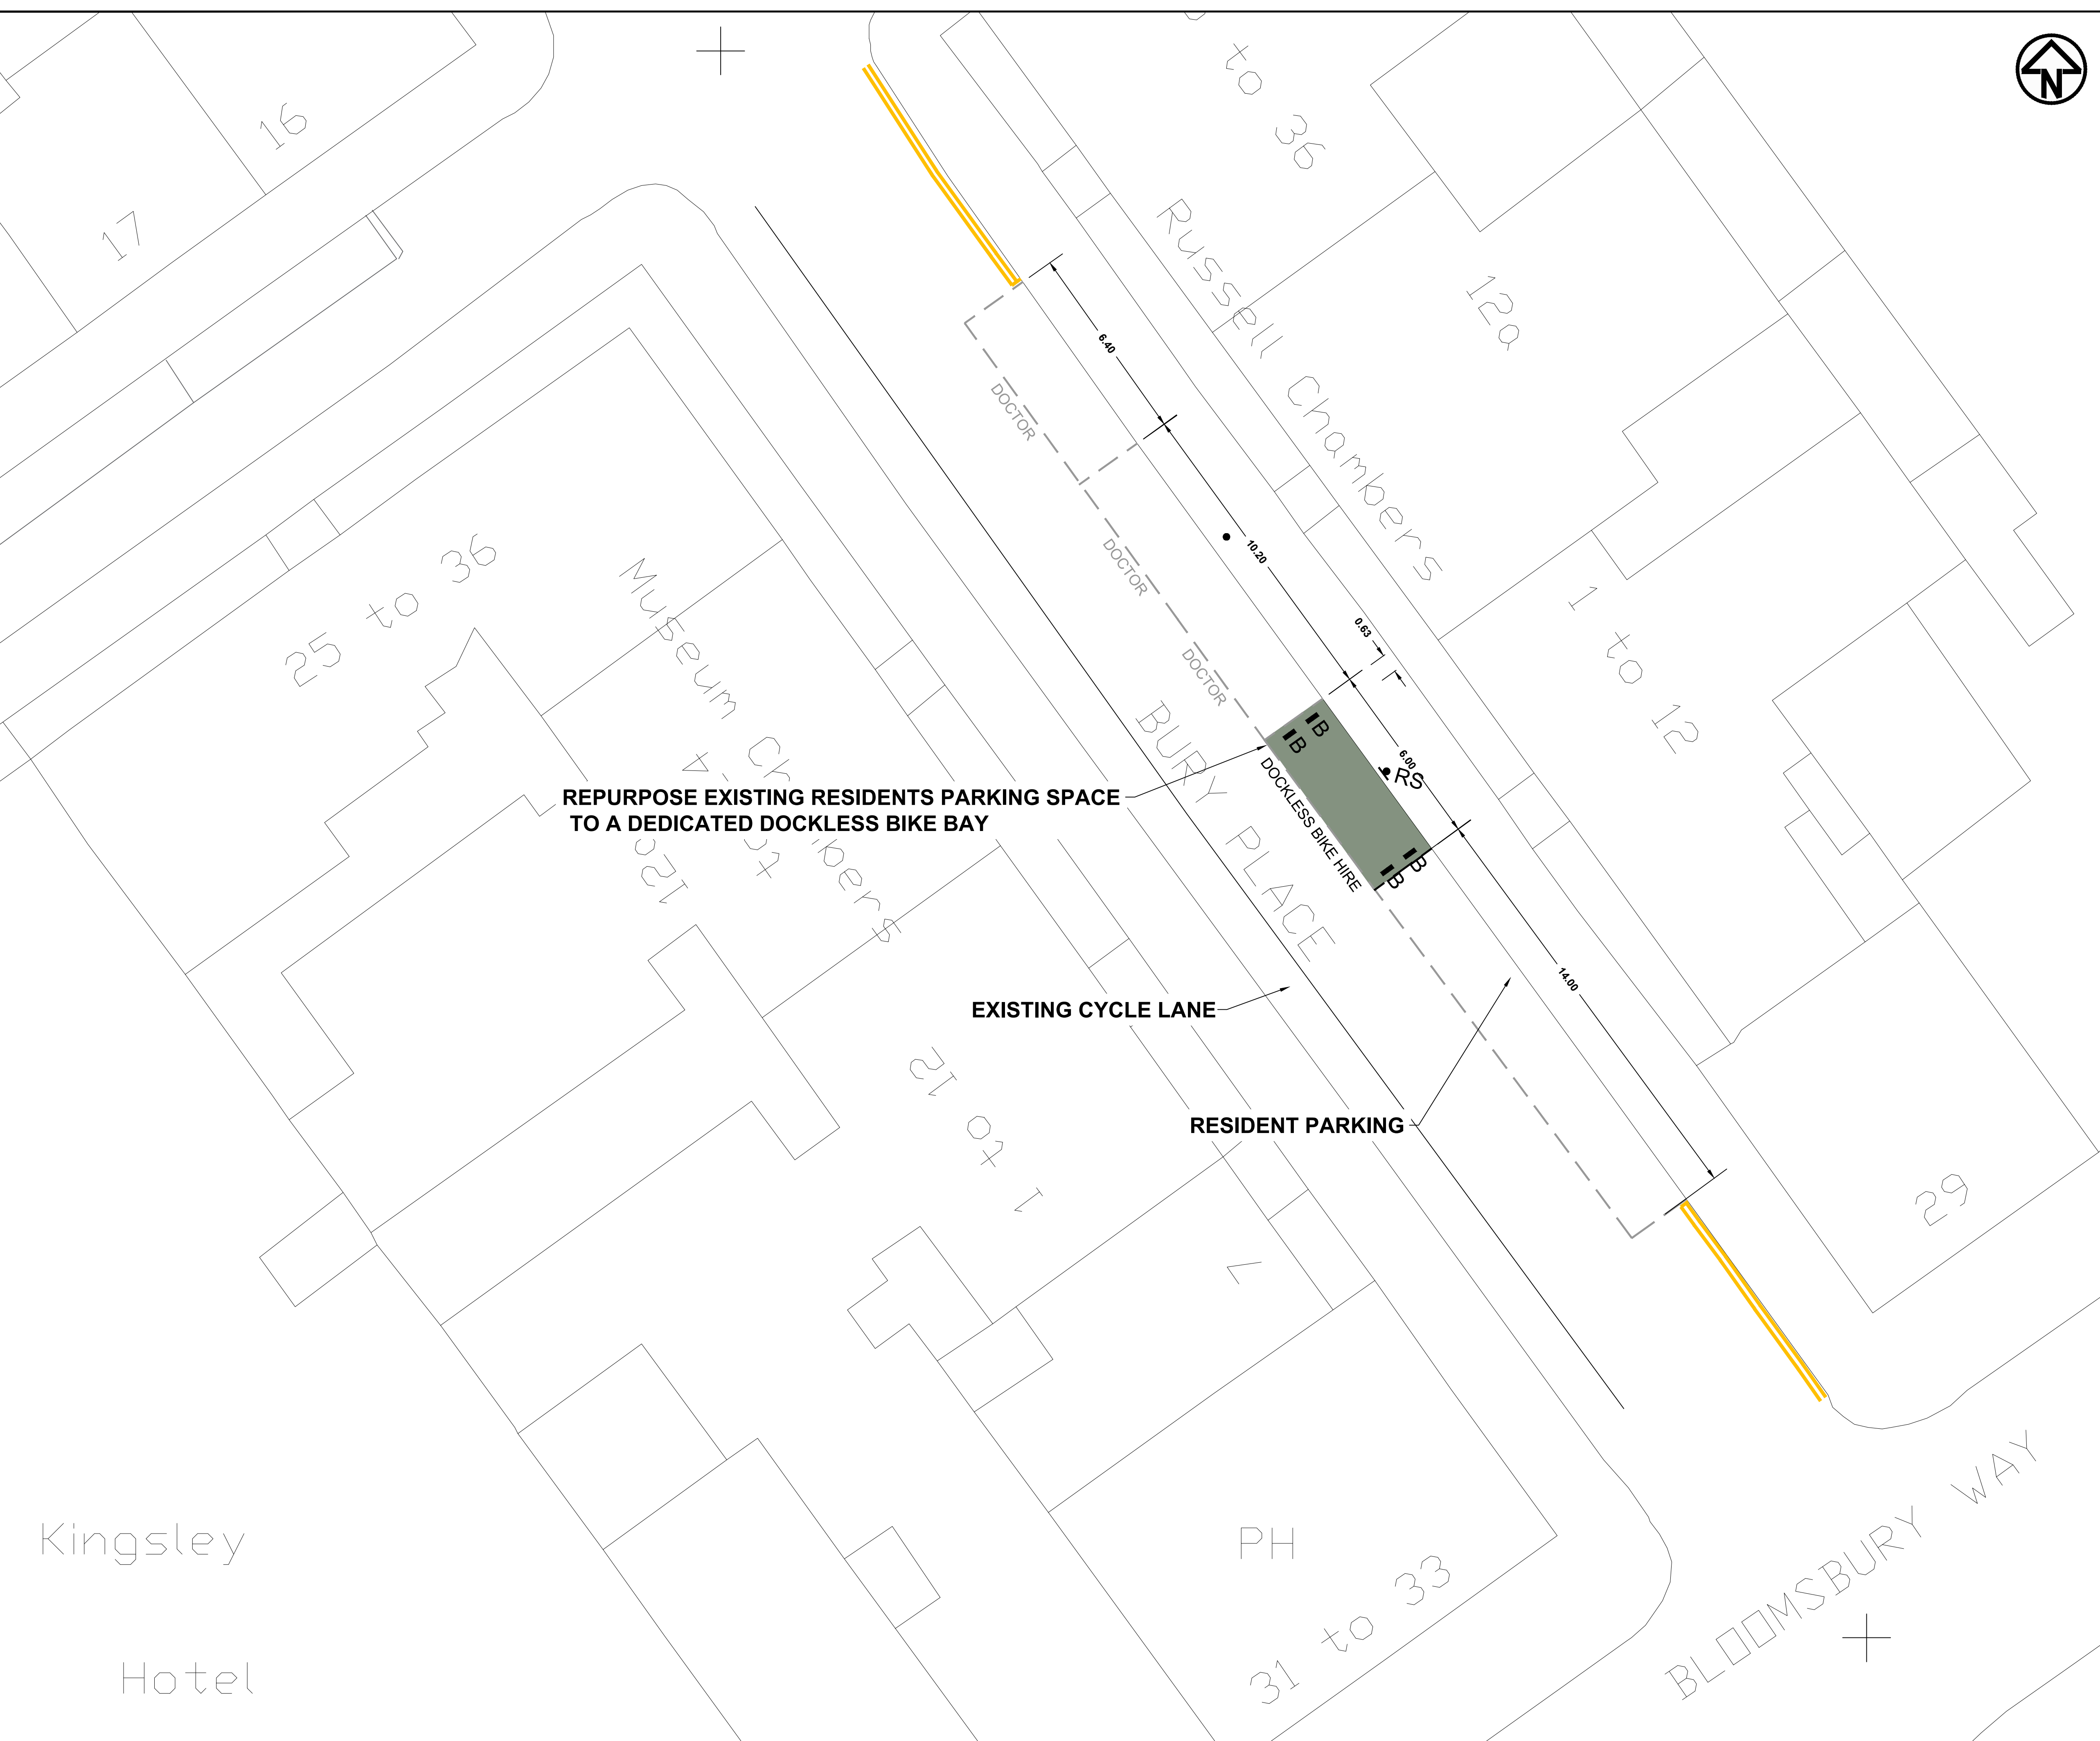 N
16
17
to 36
Russell Chambers
12a
6.40
DOCTOR
10.20
DOCTOR
25 to 36
Museum Chambers
0.63
1 to 12
DOCTOR
BURY PLACE
B
B
6.00
RS
REPURPOSE EXISTING RESIDENTS PARKING SPACE
TO A DEDICATED DOCKLESS BIKE BAY
DOCKLESS BIKE HIRE
B
B
14.00
EXISTING CYCLE LANE
RESIDENT PARKING
1 to 12
29
7
BLOOMSBURY WAY
Kingsley
Hotel
PH
31 to 33